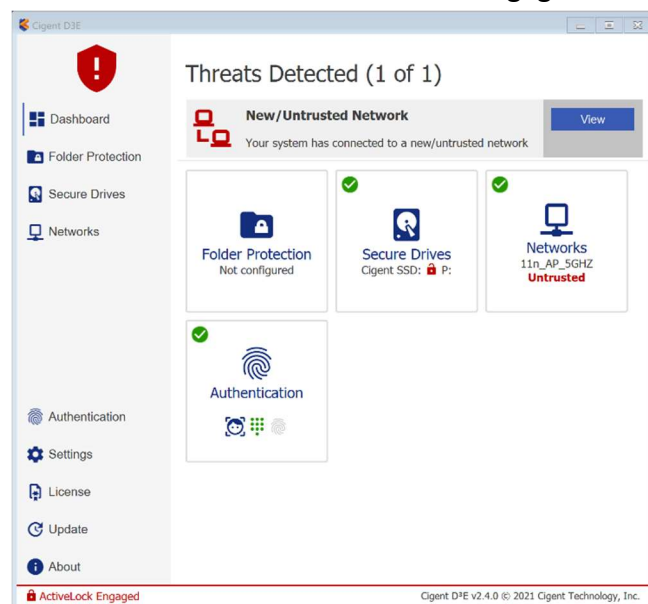 Cigent D3E
Threats Detected (1 of 1)
New/Untrusted Network
Your system has connected to a new/untrusted network
View
Dashboard
Folder Protection
Secure Drives
Networks
Folder Protection
Not configured
Secure Drives
Cigent SSD: P:
Networks
11n_AP_5GHZ
Untrusted
Authentication
Authentication
Settings
License
Update
About
ActiveLock Engaged
Cigent D³E v2.4.0 © 2021 Cigent Technology, Inc.